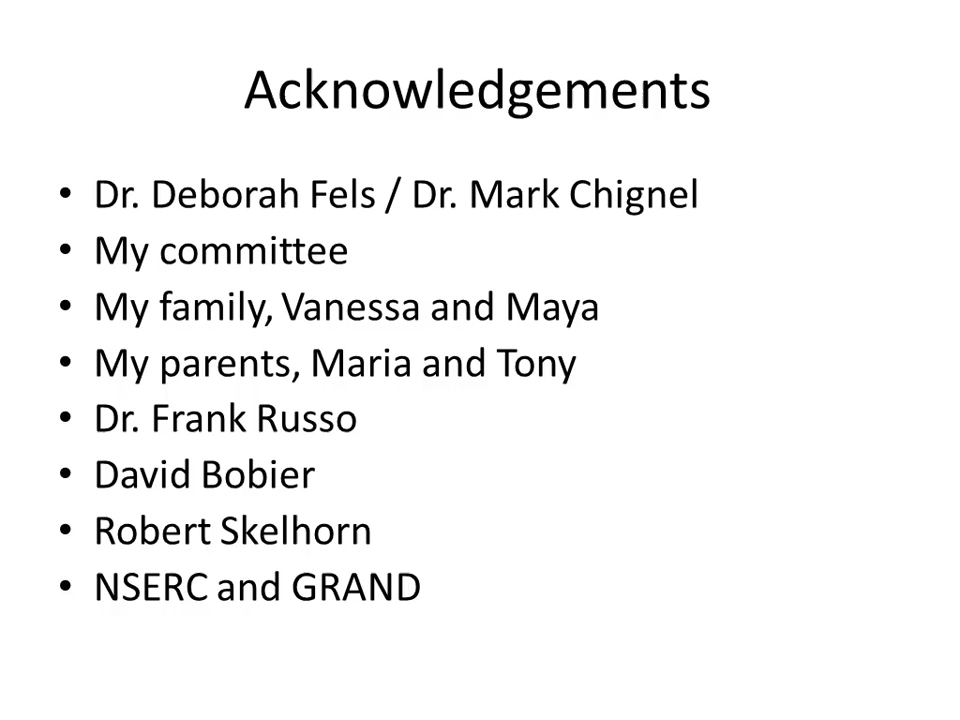 Acknowledgements
• Dr. Deborah Fels / Dr. Mark Chignel
• My committee
• My family, Vanessa and Maya
• My parents, Maria and Tony
• Dr. Frank Russo
• David Bobier
• Robert Skelhorn
• NSERC and GRAND